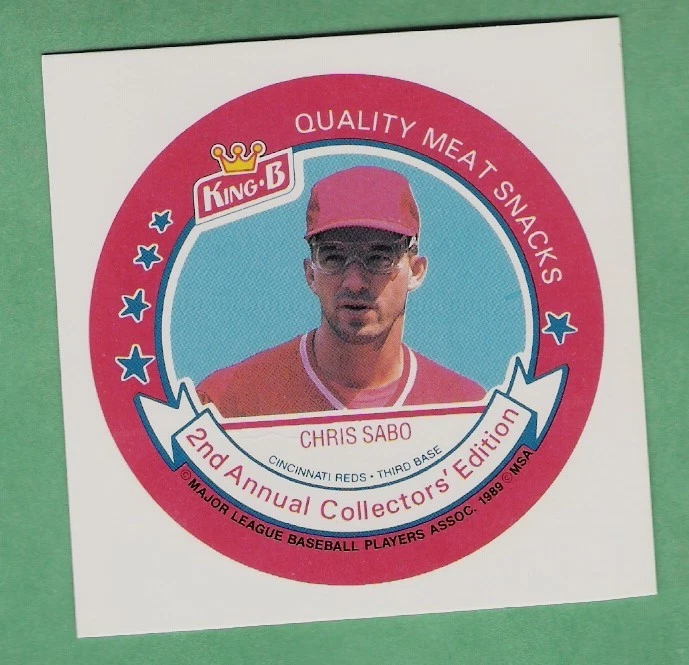 QUALITY MEAT SNACKS
KING·B
CHRIS SABO
CINCINNATI REDS · THIRD BASE
2nd Annual Collectors' Edition
©MAJOR LEAGUE BASEBALL PLAYERS ASSOC. 1989 ©MSA